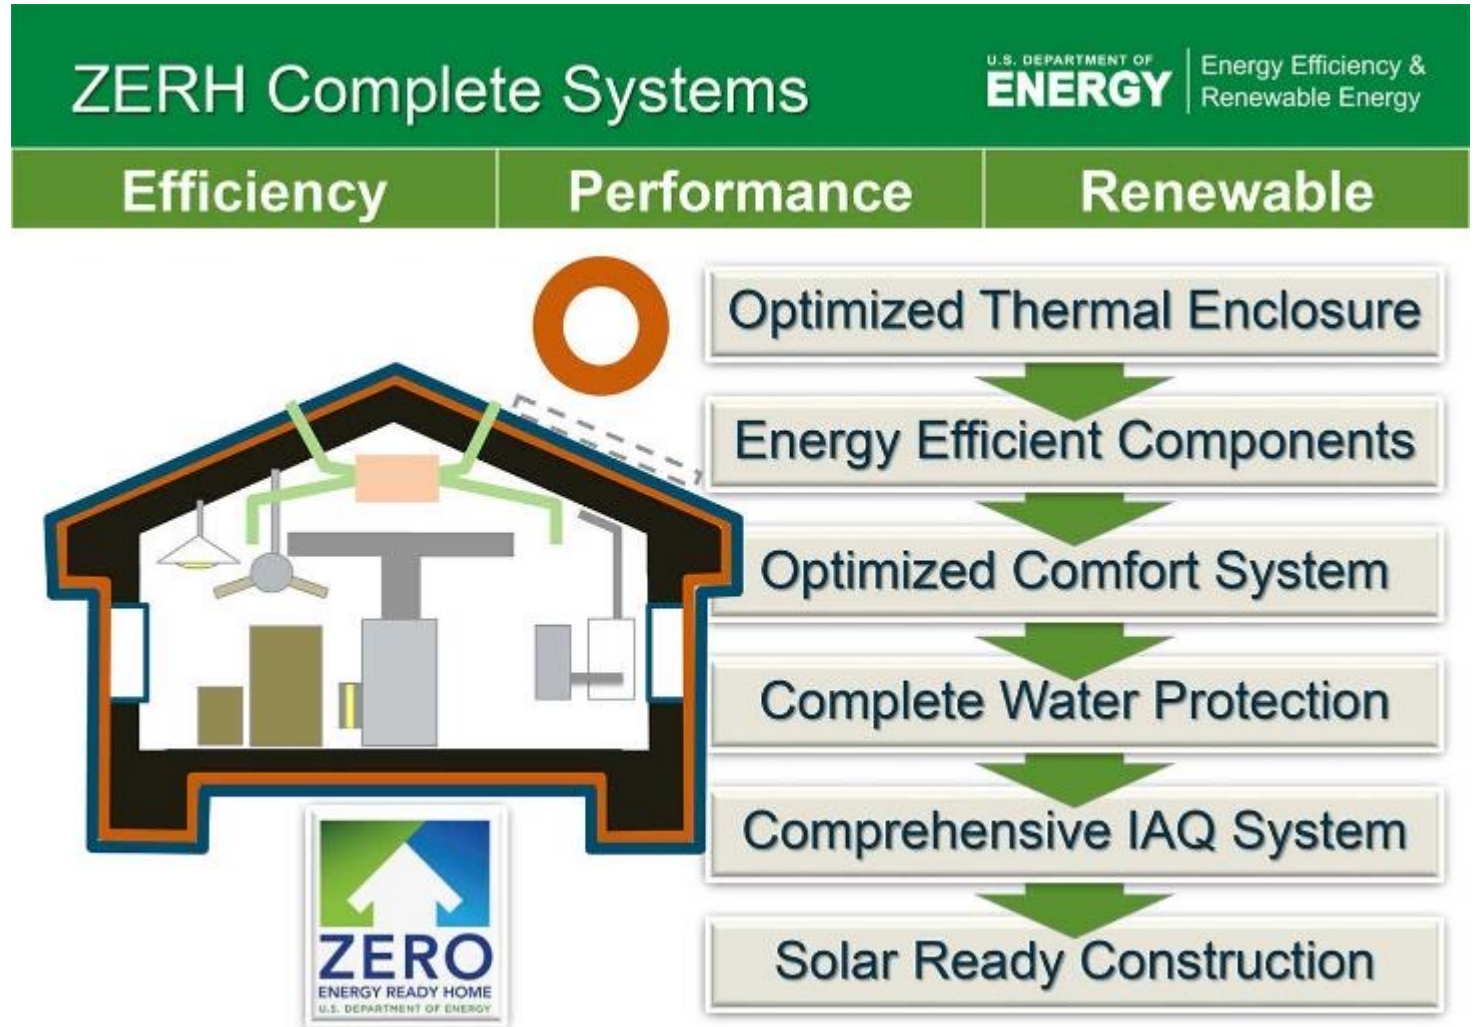 ZERH Complete Systems
U.S. DEPARTMENT OF
ENERGY
Energy Efficiency &
Renewable Energy
Efficiency
Performance
Renewable
Optimized Thermal Enclosure
Energy Efficient Components
Optimized Comfort System
Complete Water Protection
Comprehensive IAQ System
Solar Ready Construction
ZERO
ENERGY READY HOME
U.S. DEPARTMENT OF ENERGY